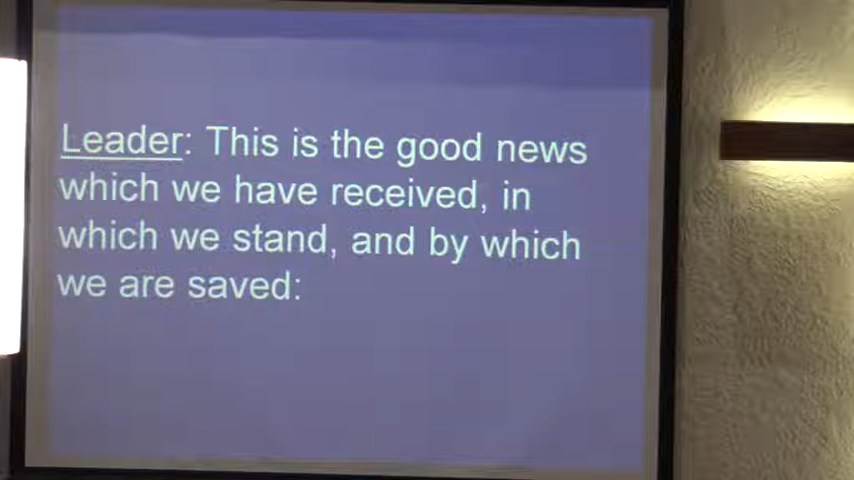 Leader: This is the good news
which we have received, in
which we stand, and by which
we are saved: